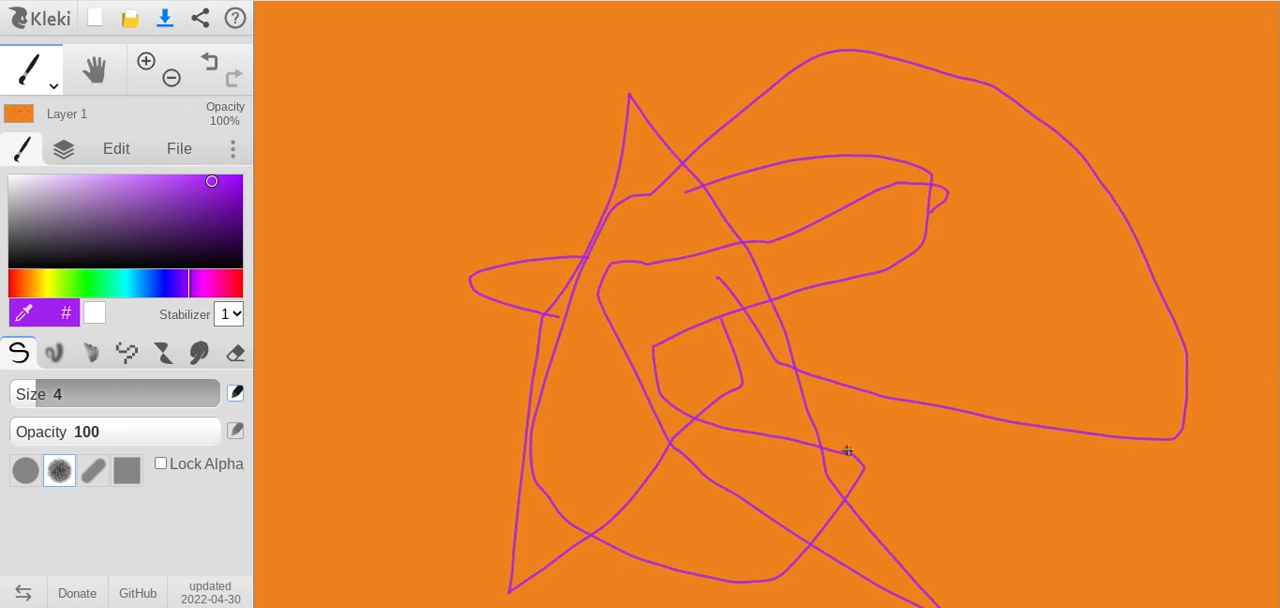 Kleki
Layer 1
Opacity
100%
Edit
File
#
Stabilizer 1
Size 4
Opacity 100
Lock Alpha
Donate
GitHub
updated
2022-04-30